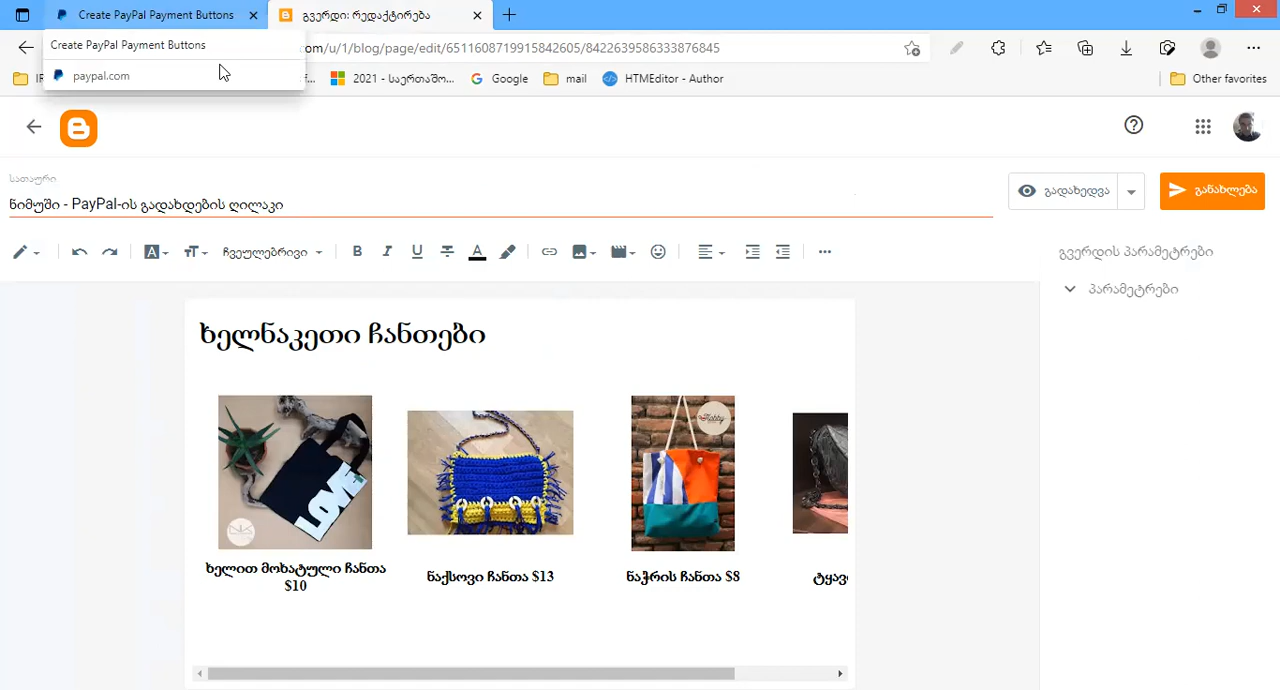 Create PayPal Payment Buttons
გვერდი: რედაქტირება
Create PayPal Payment Buttons
om/u/1/blog/page/edit/6511608719915842605/8422639586333876845
paypal.com
2021 - საერთაშო...
Google
mail
HTMEditor - Author
Other favorites
სათაური
ნიმუში - PayPal-ის გადახდების ღილაკი
გადახედვა
განახლება
ჩვეულებრივი
გვერდის პარამეტრები
პარამეტრები
ხელნაკეთი ჩანთები
LOVE
ხელით მოხატული ჩანთა $10
ნაქსოვი ჩანთა $13
ნაჭრის ჩანთა $8